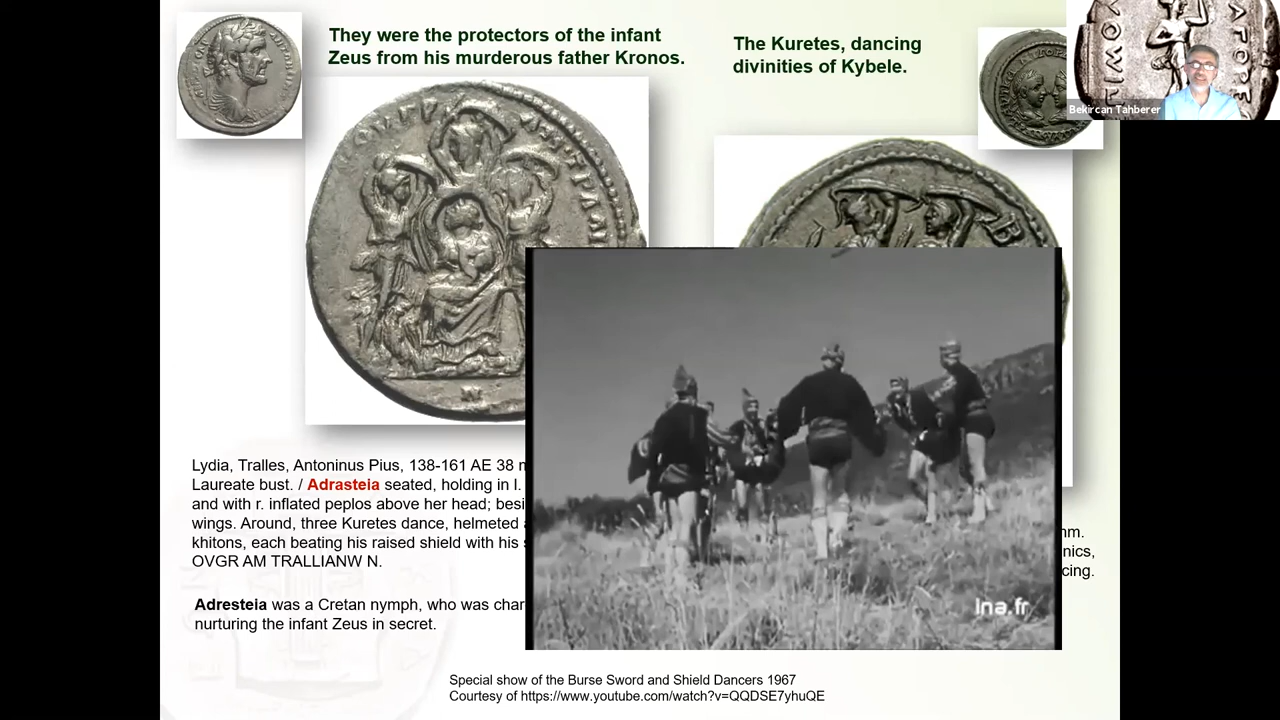 They were the protectors of the infant
Zeus from his murderous father Kronos.
The Kuretes, dancing
divinities of Kybele.
Bekircan Tahberer
Lydia, Tralles, Antoninus Pius, 138-161 AE 38
Laureate bust. / Adrasteia seated, holding in l.
and with r. inflated peplos above her head;
wings. Around, three Kuretes dance, helmeted
khitons, each beating his raised shield with his
OVGR AM TRALLIANW N.
Adresteia was a Cretan nymph, who was
nurturing the infant Zeus in secret.
ina.fr
Special show of the Burse Sword and Shield Dancers 1967
Courtesy of https://www.youtube.com/watch?v=QQDSE7yhuQE